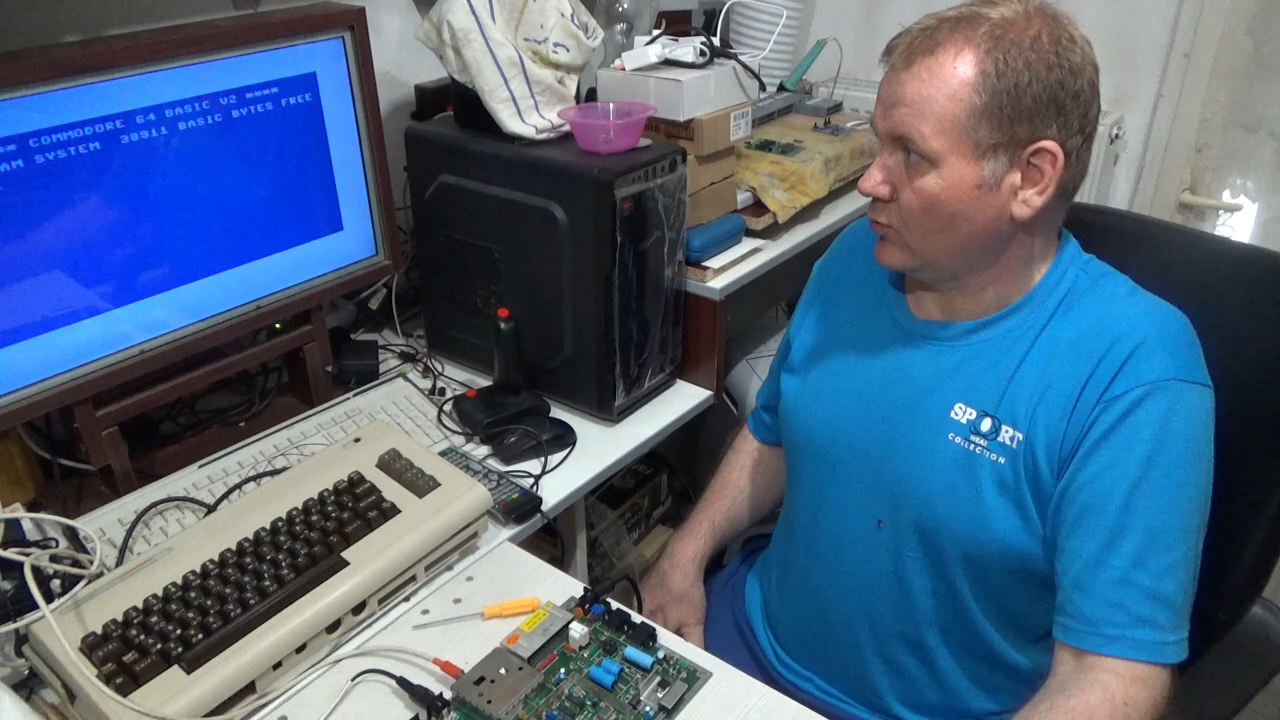 ** COMMODORE 64 BASIC V2 ****
AM SYSTEM  38911 BASIC BYTES FREE
SPORT
WEAR
COLLECTION